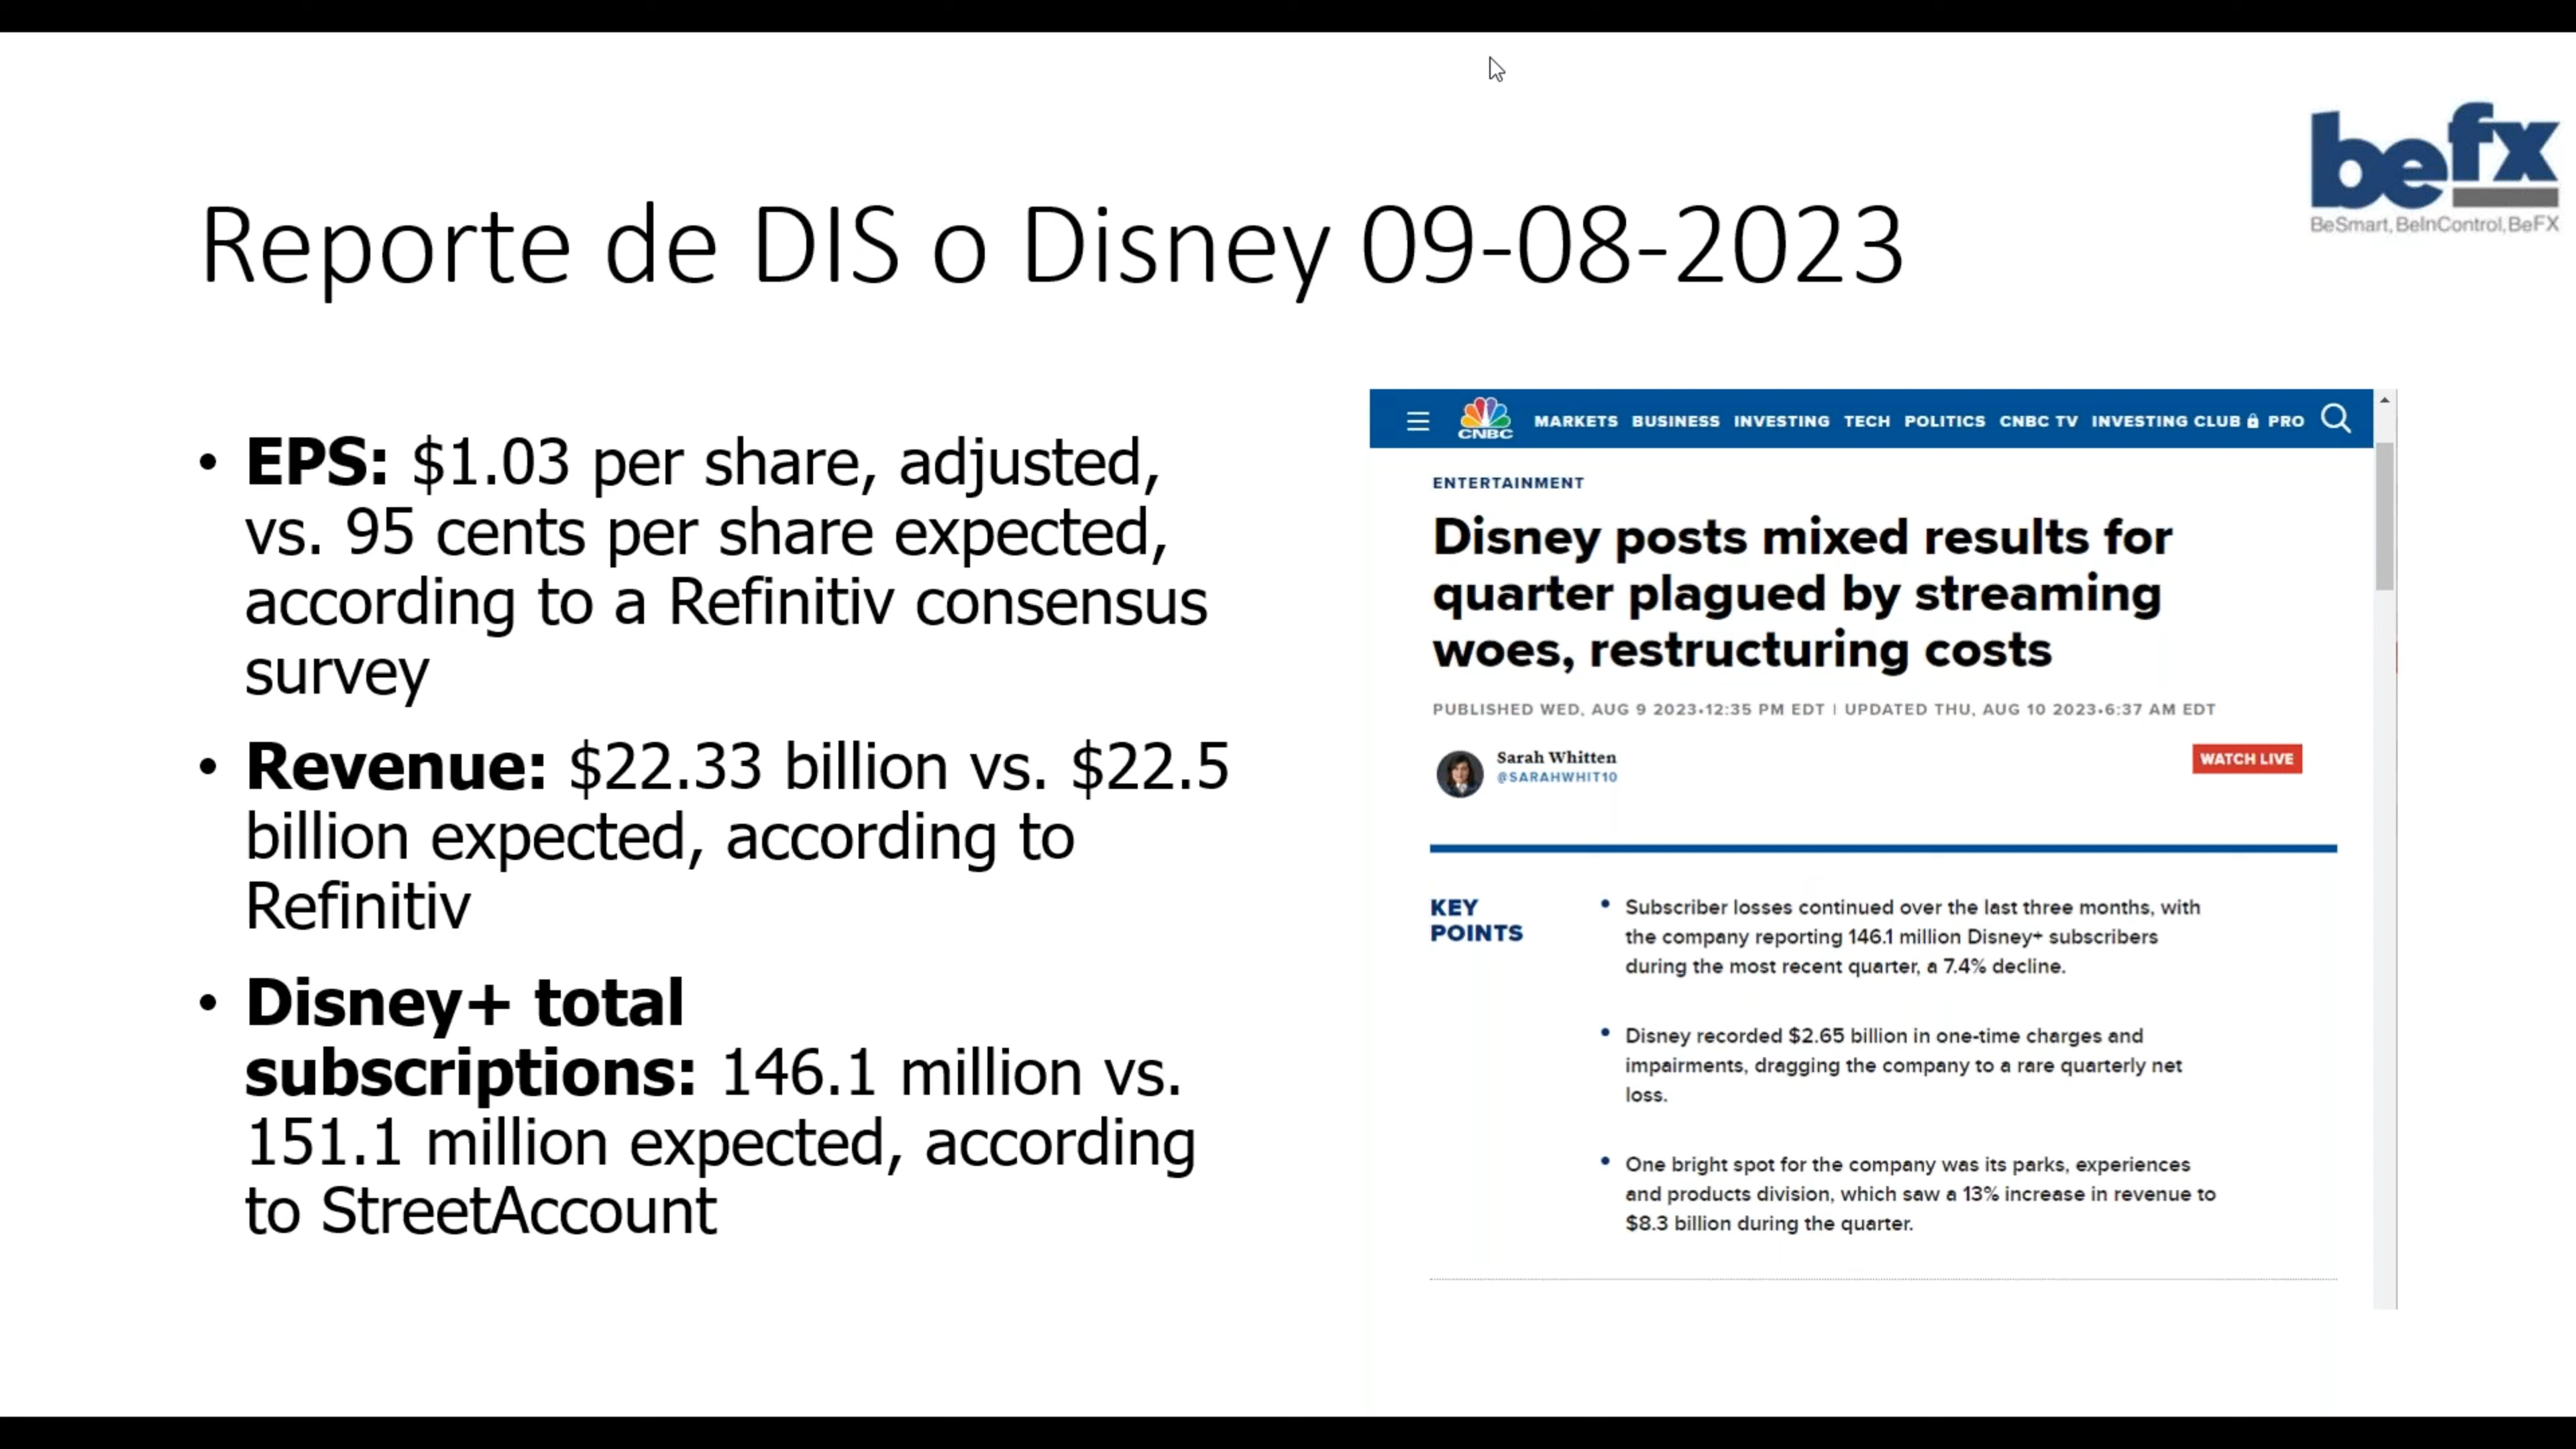 befx
BeSmart, BeInControl, BeFX
Reporte de DIS o Disney 09-08-2023
• EPS: $1.03 per share, adjusted,
vs. 95 cents per share expected,
according to a Refinitiv consensus
survey
• Revenue: $22.33 billion vs. $22.5
billion expected, according to
Refinitiv
• Disney+ total
subscriptions: 146.1 million vs.
151.1 million expected, according
to StreetAccount
CNBC
MARKETS BUSINESS INVESTING TECH POLITICS CNBC TV INVESTING CLUB PRO
ENTERTAINMENT
Disney posts mixed results for
quarter plagued by streaming
woes, restructuring costs
PUBLISHED WED, AUG 9 2023•12:35 PM EDT | UPDATED THU, AUG 10 2023•6:37 AM EDT
Sarah Whitten
@SARAHWHIT10
WATCH LIVE
KEY
POINTS
• Subscriber losses continued over the last three months, with
the company reporting 146.1 million Disney+ subscribers
during the most recent quarter, a 7.4% decline.
• Disney recorded $2.65 billion in one-time charges and
impairments, dragging the company to a rare quarterly net
loss.
• One bright spot for the company was its parks, experiences
and products division, which saw a 13% increase in revenue to
$8.3 billion during the quarter.